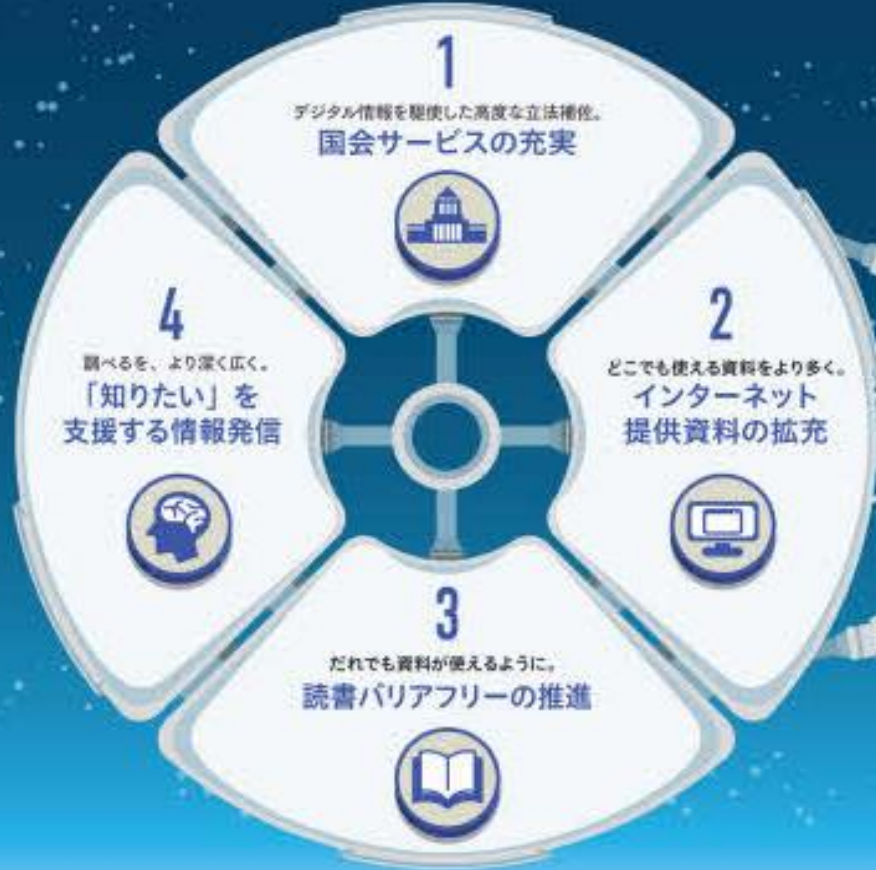 1
デジタル情報を駆使した高度な立法補佐。
国会サービスの充実
2
どこでも使える資料をより多く。
インターネット
提供資料の拡充
3
だれでも資料が使えるように。
読書バリアフリーの推進
4
調べるを、より深く広く。
「知りたい」を
支援する情報発信